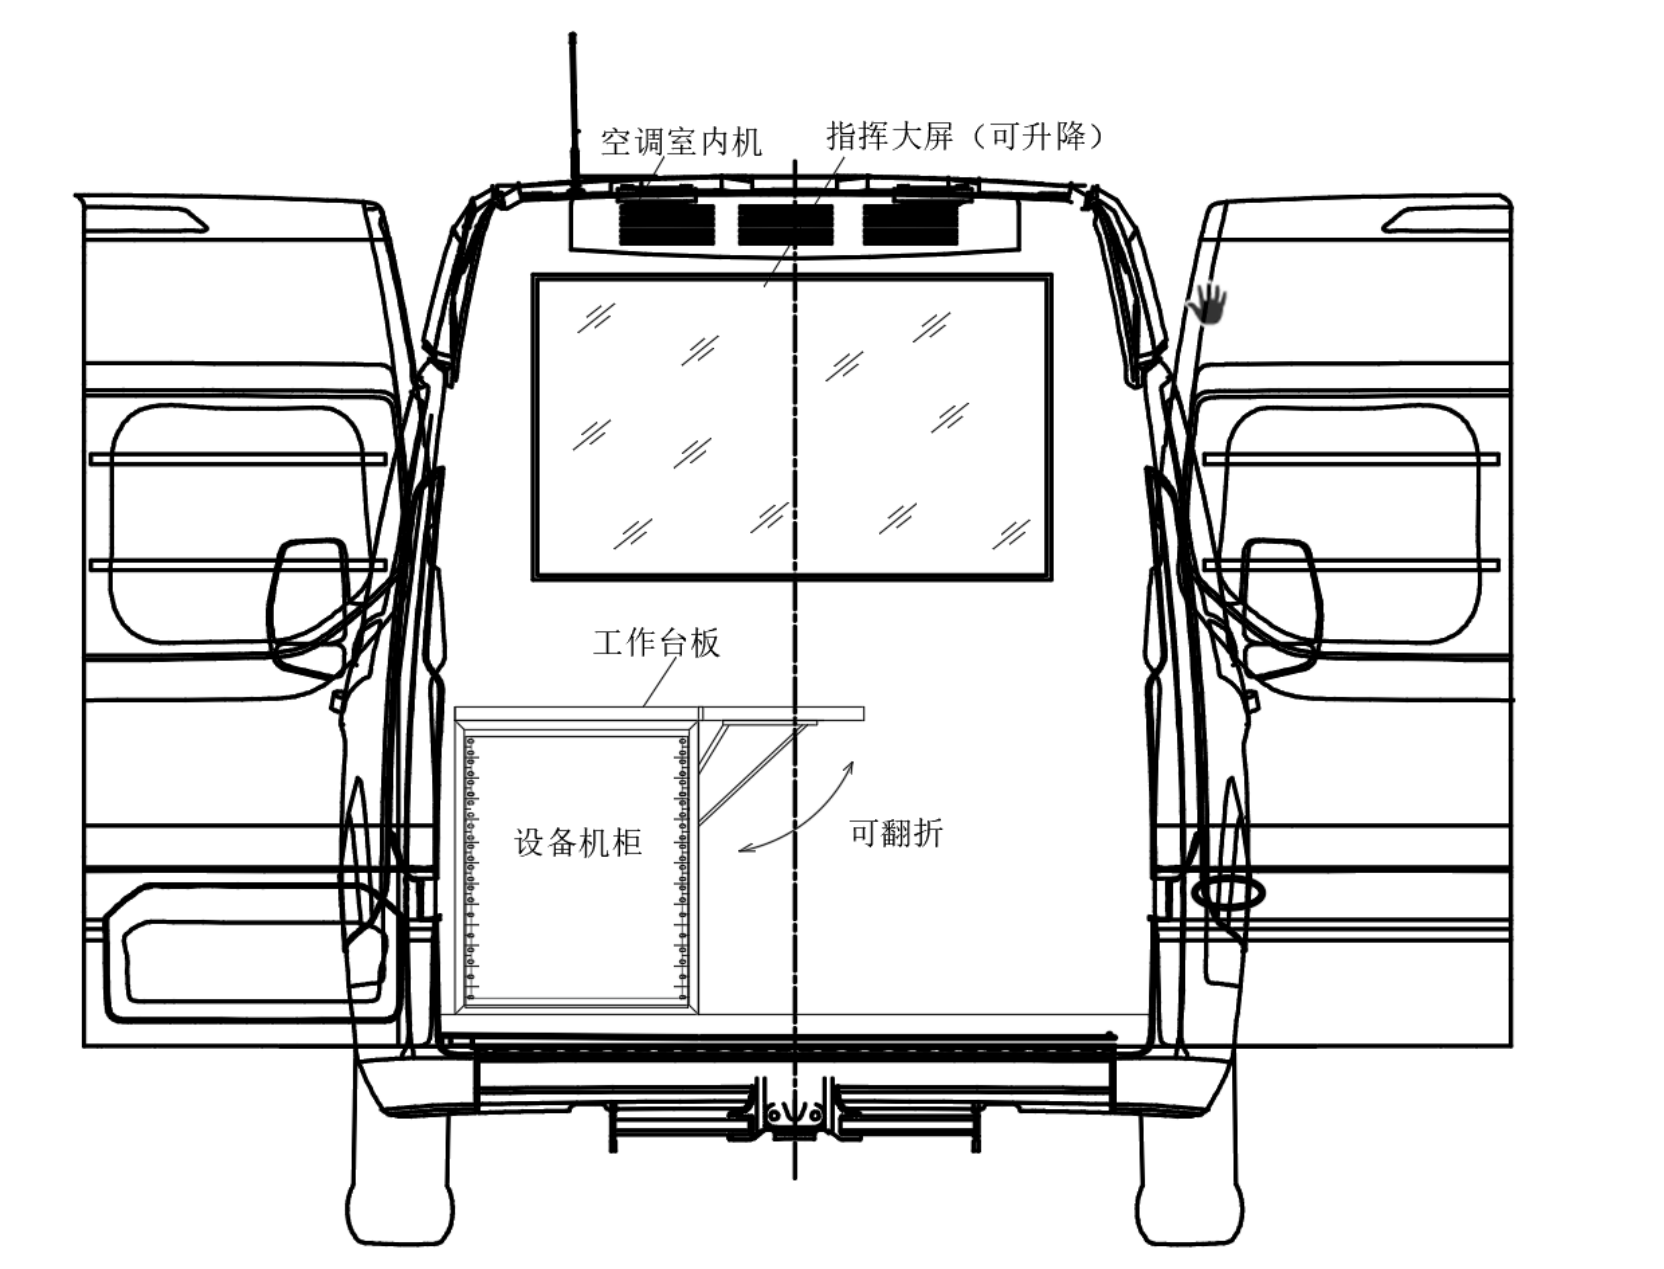 空调室内机
指挥大屏（可升降）
工作台板
设备机柜
可翻折